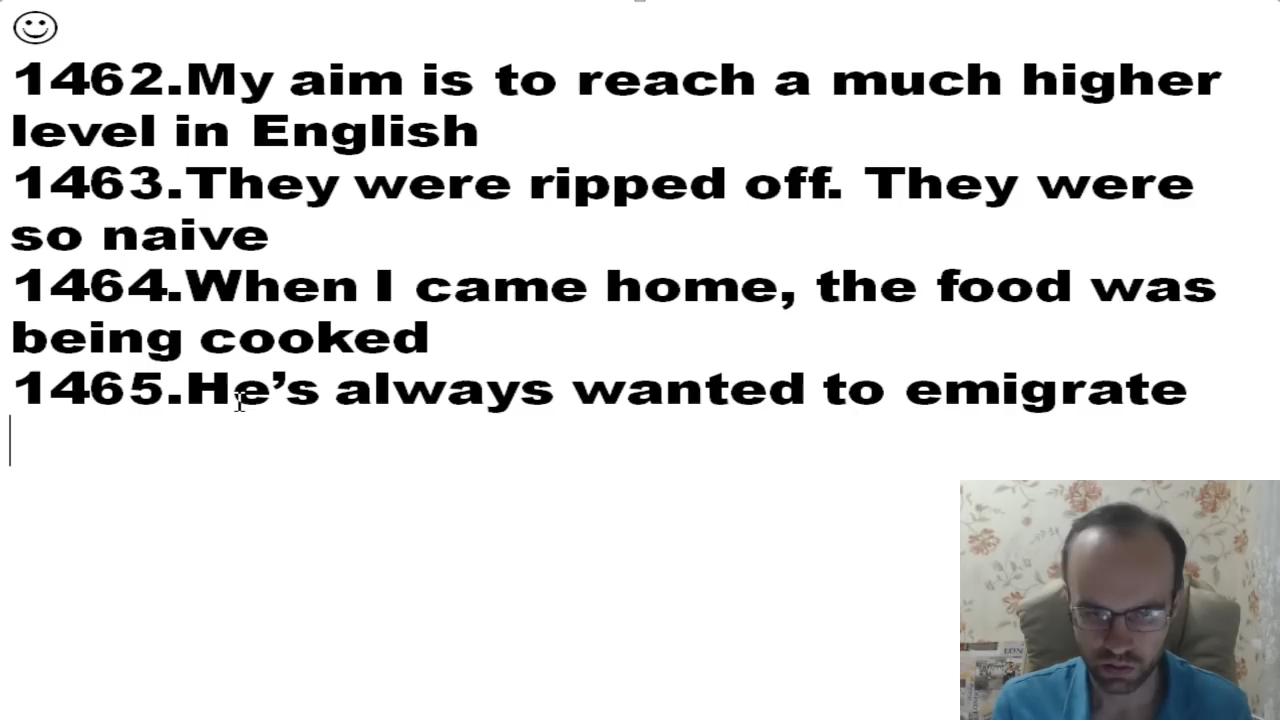 1462.My aim is to reach a much higher
level in English
1463.They were ripped off. They were
so naive
1464.When I came home, the food was
being cooked
1465.He’s always wanted to emigrate